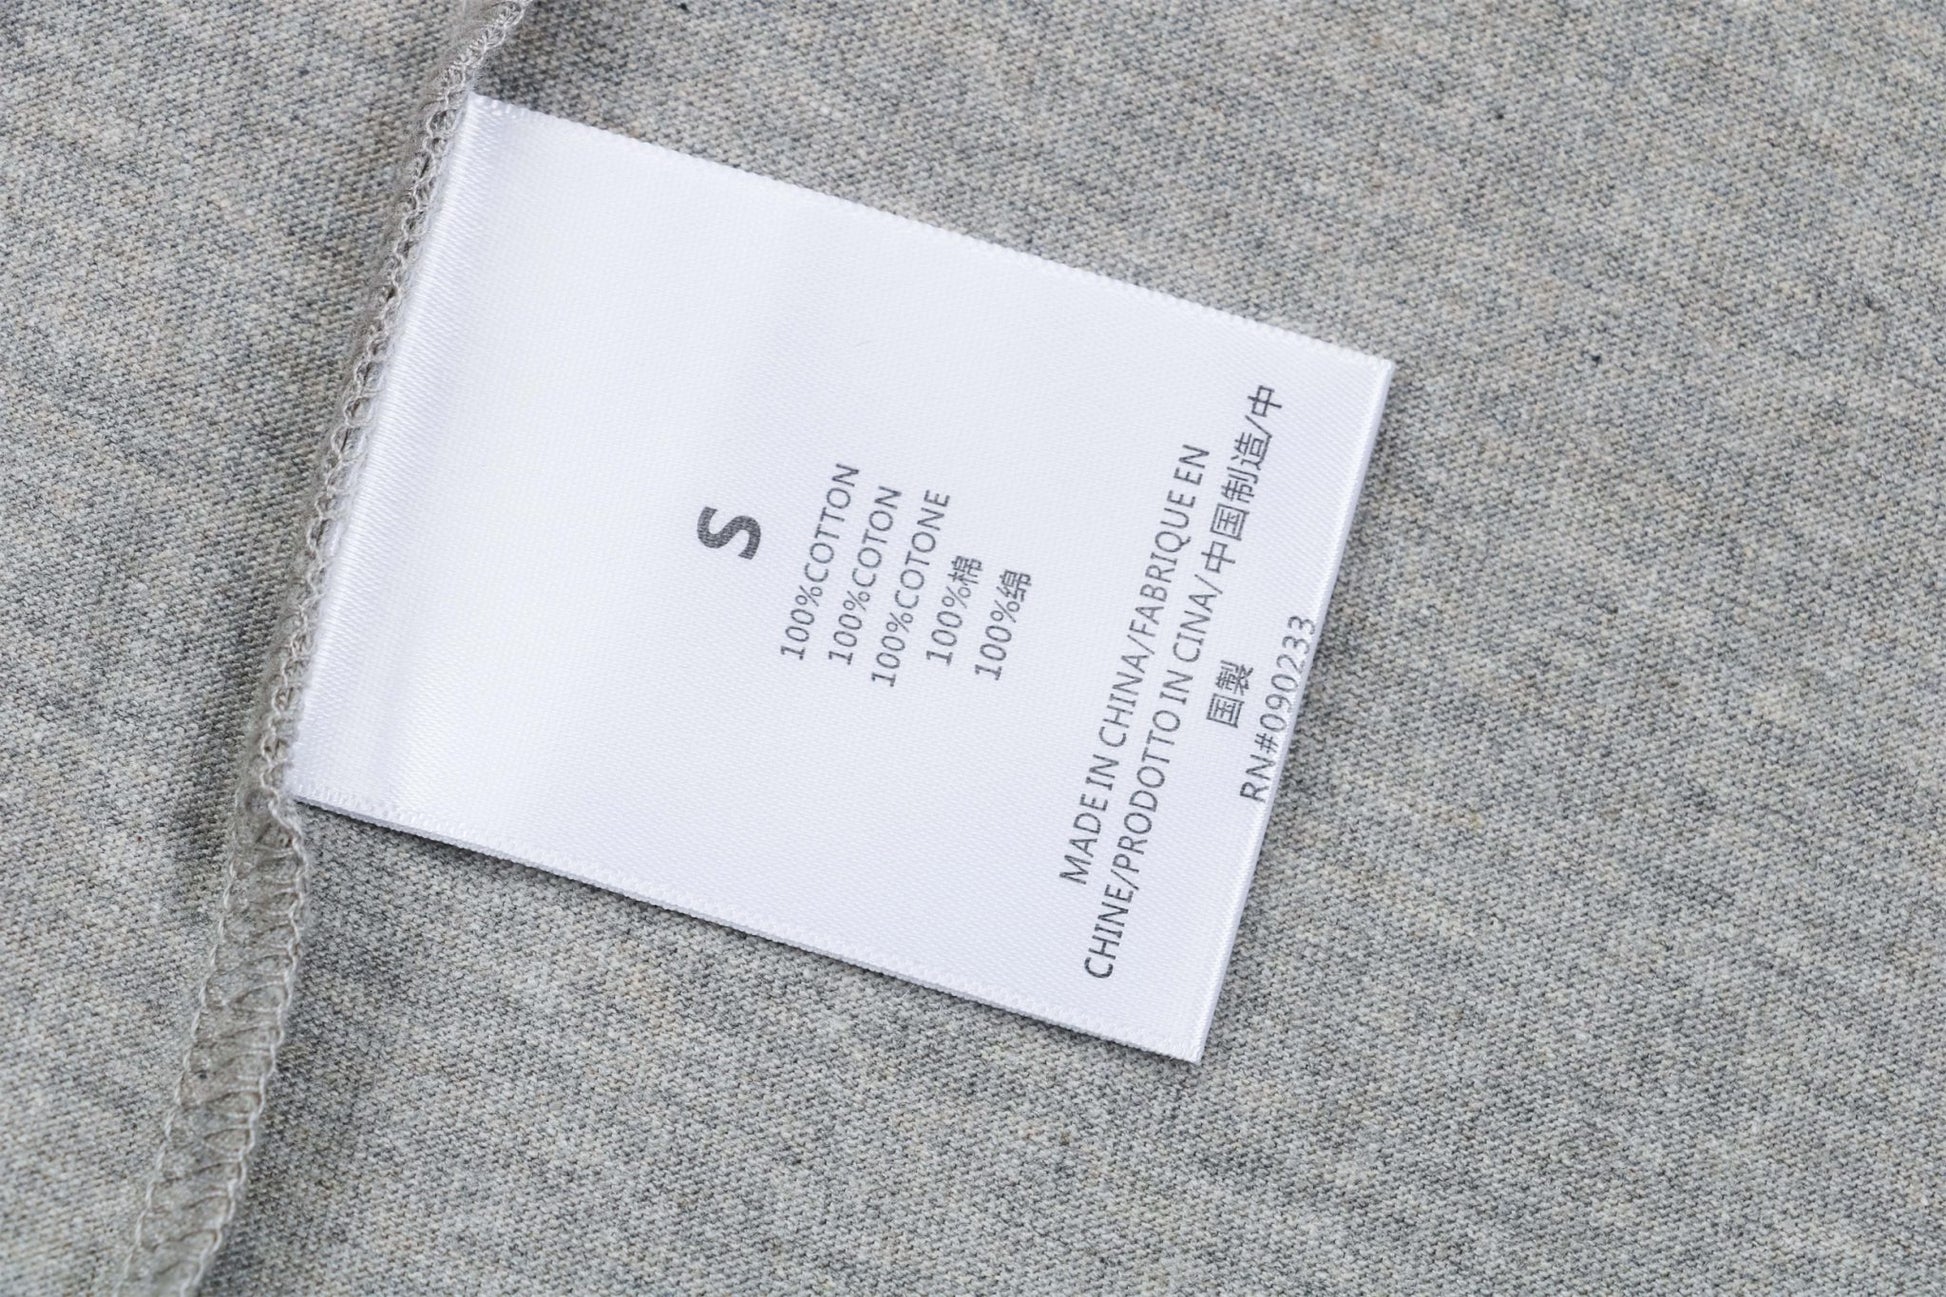 S
100%COTTON
100%COTON
100%COTONE
100%棉
100%绵
MADE IN CHINA/FABRIQUE EN
CHINE/PRODOTTO IN CINA/中国制造/中
国製
RN#090233